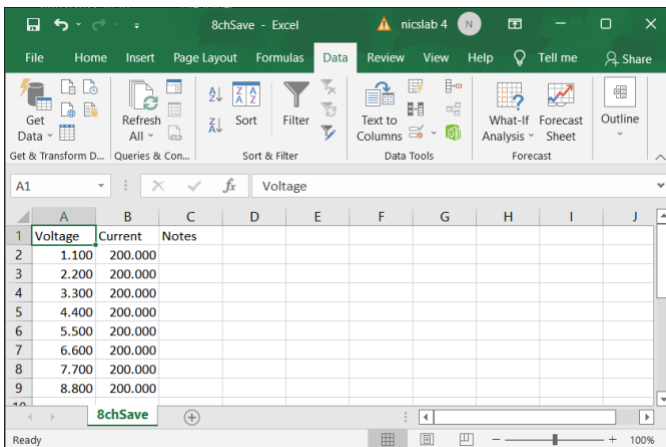 8chSave - Excel
nicslab 4
N
File Home Insert Page Layout Formulas Data Review View Help Tell me Share
Get Data
Refresh All
Sort
Filter
Text to Columns
What-If Analysis
Forecast Sheet
Outline
Get & Transform D... Queries & Con... Sort & Filter Data Tools Forecast
A1 fx Voltage
A B C D E F G H I J
1 Voltage Current Notes
2 1.100 200.000
3 2.200 200.000
4 3.300 200.000
5 4.400 200.000
6 5.500 200.000
7 6.600 200.000
8 7.700 200.000
9 8.800 200.000
8chSave
Ready 100%